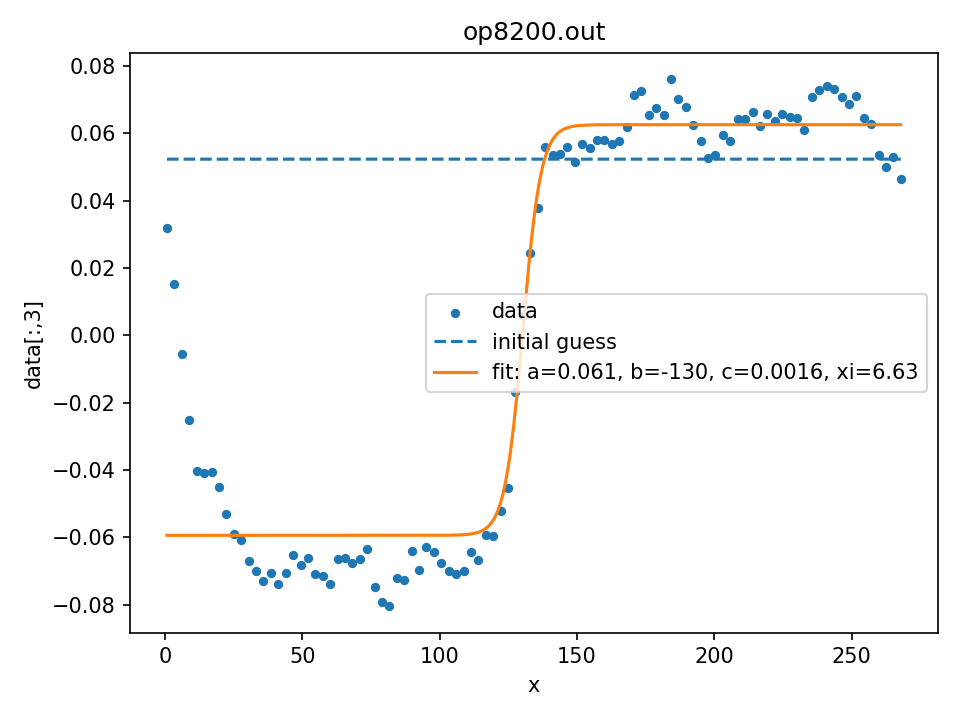 op8200.out
0.08
0.06
0.04
0.02
0.00
−0.02
−0.04
−0.06
−0.08
data[:,3]
data
initial guess
fit: a=0.061, b=-130, c=0.0016, xi=6.63
0 50 100 150 200 250
x